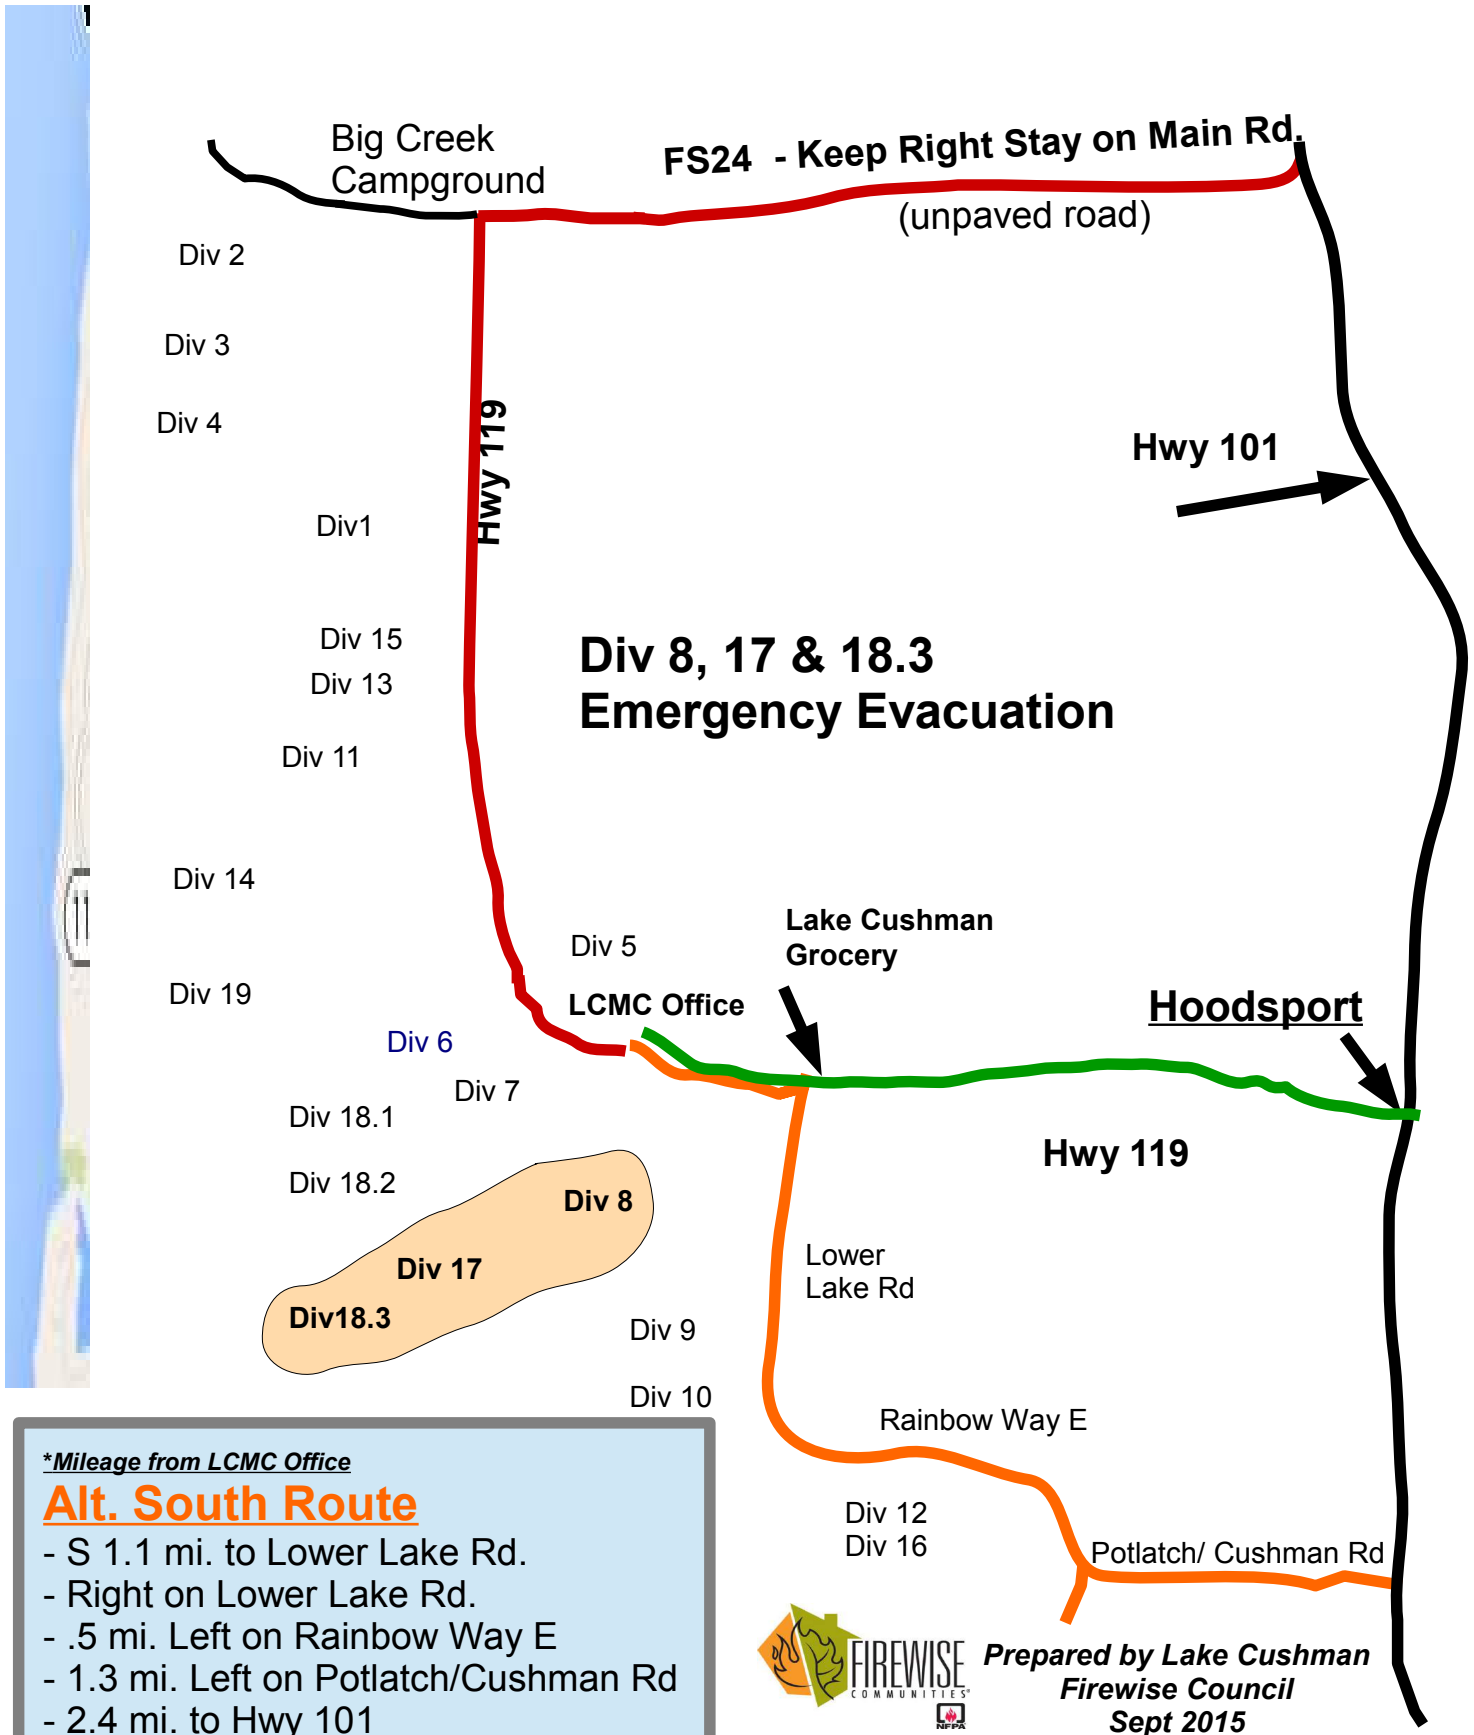 Big Creek
Campground
FS24 - Keep Right Stay on Main Rd.
(unpaved road)
Div 2
Div 3
Div 4
Hwy 119
Hwy 101
Div1
Div 15
Div 13
Div 11
Div 8, 17 & 18.3
Emergency Evacuation
Div 14
Div 19
Div 5
Lake Cushman
Grocery
LCMC Office
Hoodsport
Div 6
Div 7
Div 18.1
Div 18.2
Hwy 119
Div 8
Div 17
Div18.3
Lower
Lake Rd
Div 9
Div 10
Rainbow Way E
Div 12
Div 16
Potlatch/ Cushman Rd
*Mileage from LCMC Office
Alt. South Route
- S 1.1 mi. to Lower Lake Rd.
- Right on Lower Lake Rd.
- .5 mi. Left on Rainbow Way E
- 1.3 mi. Left on Potlatch/Cushman Rd
- 2.4 mi. to Hwy 101
FIREWISE
COMMUNITIES
NFPA
Prepared by Lake Cushman
Firewise Council
Sept 2015